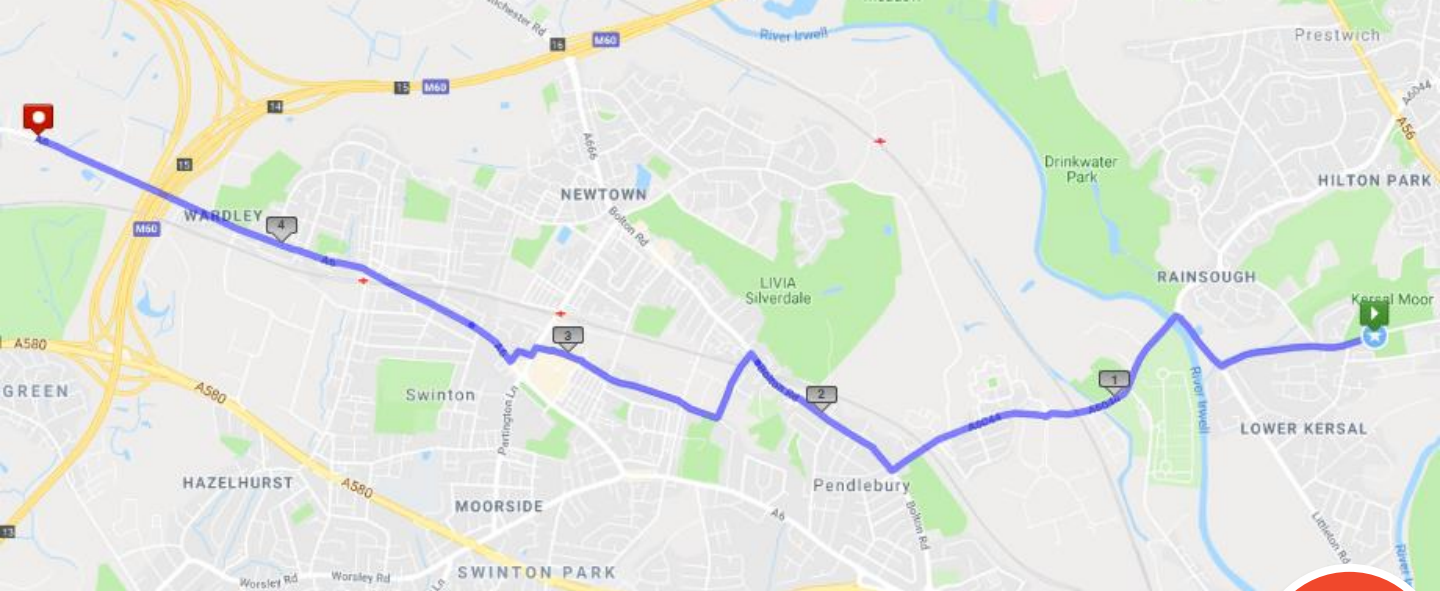 Prestwich
River Irwell
16
M60
15
M60
14
A6044
A56
A666
15
Drinkwater
Park
NEWTOWN
HILTON PARK
WARDLEY
4
Bolton Rd
M60
A6
RAINSOUGH
LIVIA
Silverdale
Kersal Moor
3
A580
A6
Bolton Rd
1
GREEN
A580
Swinton
Partington Ln
2
A6044
River Irwell
A6044
LOWER KERSAL
HAZELHURST
A580
Pendlebury
MOORSIDE
A6
Bolton Rd
13
Littleton Rd
SWINTON PARK
Worsley Rd
Worsley Rd
Ln
River I